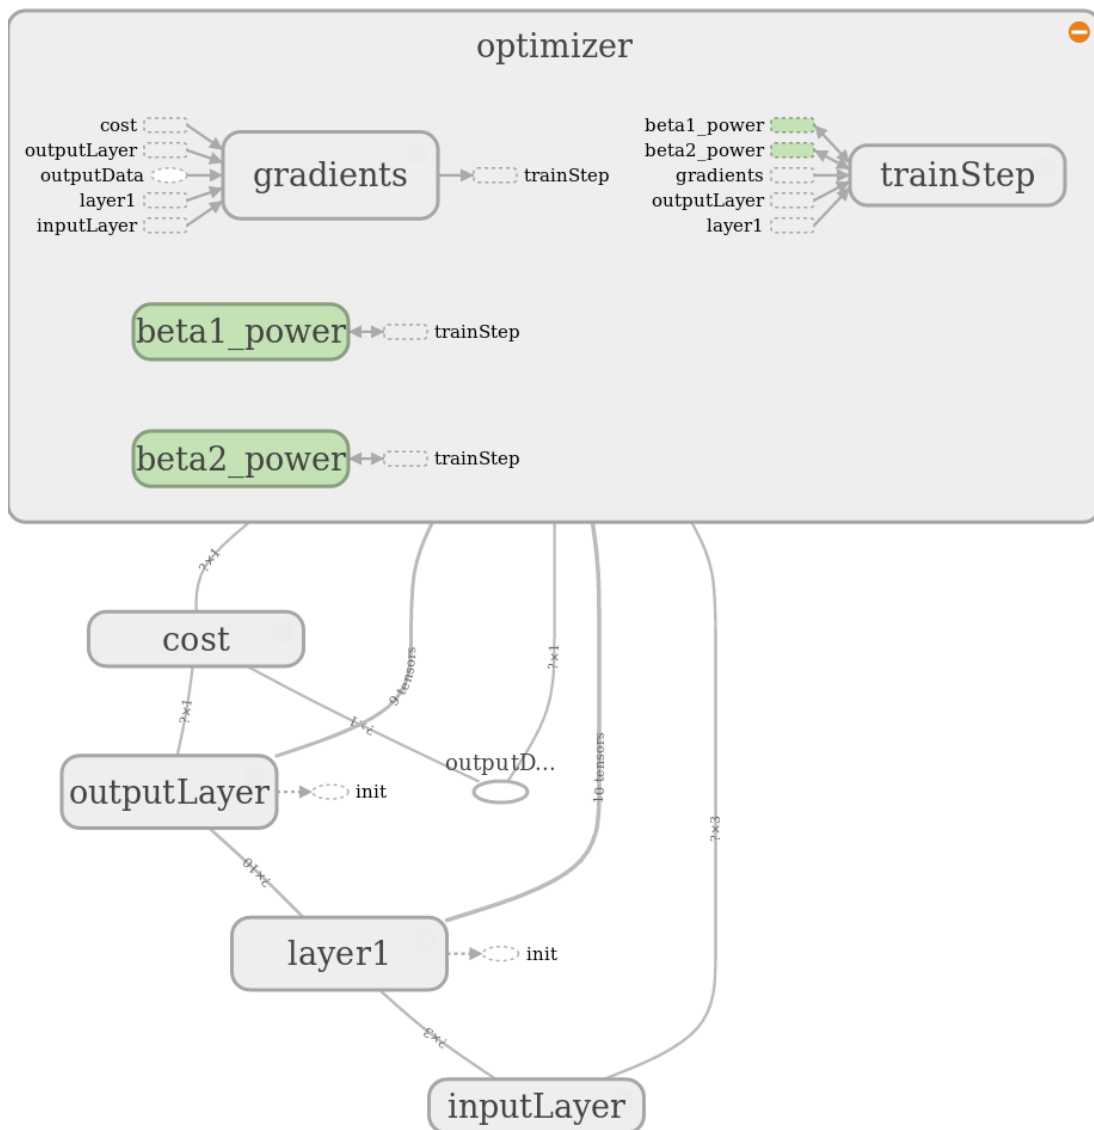 optimizer
cost
outputLayer
outputData
layer1
inputLayer
gradients
trainStep
beta1_power
beta2_power
gradients
outputLayer
layer1
trainStep
beta1_power
trainStep
beta2_power
trainStep
?×1
cost
9 tensors
?×1
?×1
?×1
outputD...
10 tensors
outputLayer
init
?×3
?×10
layer1
init
?×3
inputLayer